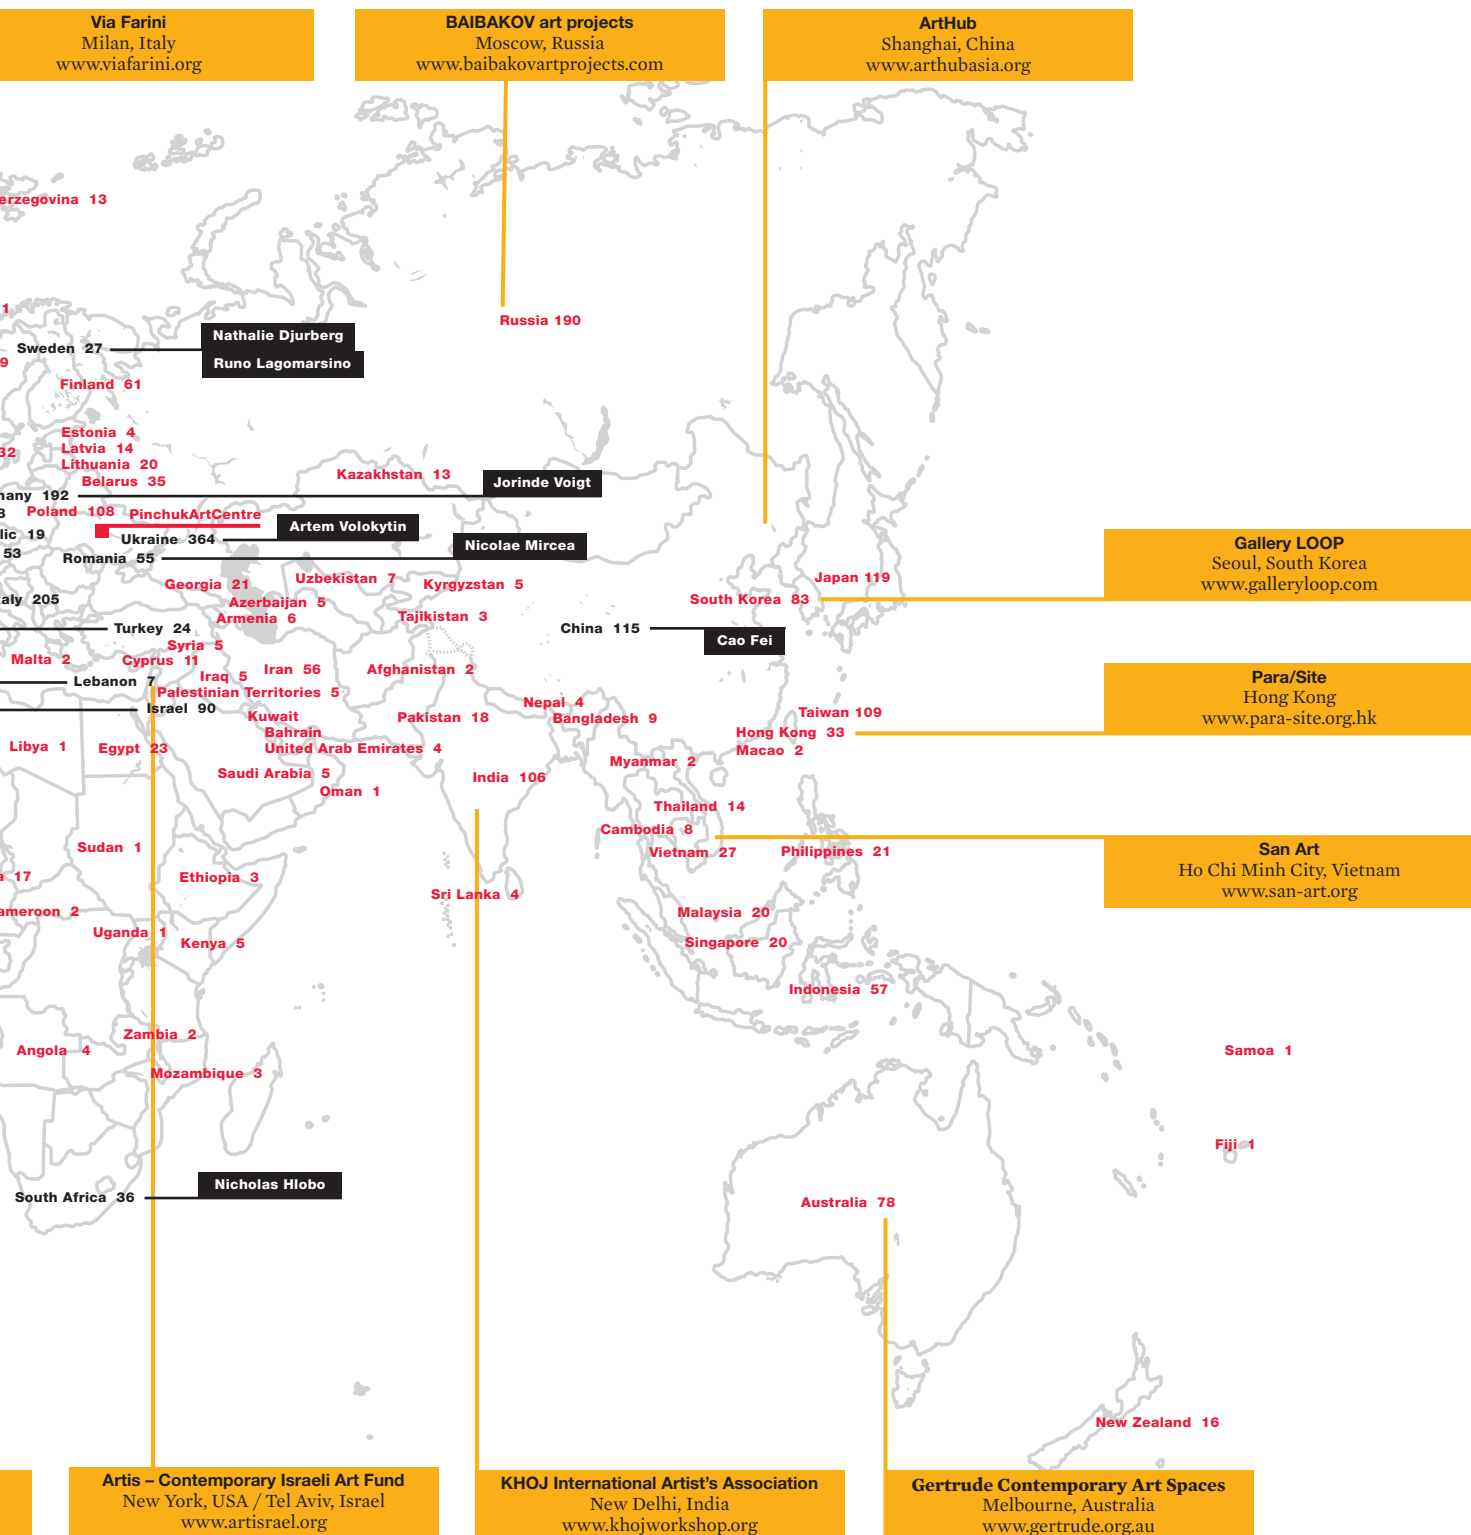 Via Farini
Milan, Italy
www.viafarini.org
BAIBAKOV art projects
Moscow, Russia
www.baibakovartprojects.com
ArtHub
Shanghai, China
www.arthubasia.org
erzegovina 13
1
Russia 190
Nathalie Djurberg
Sweden 27
Runo Lagomarsino
9
Finland 61
Estonia 4
Latvia 14
32
Lithuania 20
Belarus 35
Kazakhstan 13
Jorinde Voigt
many 192
Poland 108
PinchukArtCentre
Artem Volokytin
lic 19
Ukraine 364
53
Romania 55
Nicolae Mircea
Gallery LOOP
Seoul, South Korea
www.galleryloop.com
Georgia 21
Uzbekistan 7
Kyrgyzstan 5
Japan 119
South Korea 83
aly 205
Azerbaijan 5
Armenia 6
Tajikistan 3
Turkey 24
China 115
Cao Fei
Syria 5
Malta 2
Cyprus 11
Iraq 5
Iran 56
Afghanistan 2
Lebanon 7
Palestinian Territories 5
Israel 90
Para/Site
Hong Kong
www.para-site.org.hk
Kuwait
Bahrain
United Arab Emirates 4
Pakistan 18
Nepal 4
Bangladesh 9
Taiwan 109
Hong Kong 33
Macao 2
Libya 1
Egypt 23
Saudi Arabia 5
Oman 1
India 106
Myanmar 2
Thailand 14
Cambodia 8
Vietnam 27
Philippines 21
San Art
Ho Chi Minh City, Vietnam
www.san-art.org
Sudan 1
a 17
Ethiopia 3
Sri Lanka 4
ameroon 2
Uganda 1
Kenya 5
Malaysia 20
Singapore 20
Indonesia 57
Zambia 2
Angola 4
Mozambique 3
Samoa 1
Fiji 1
South Africa 36
Nicholas Hlobo
Australia 78
New Zealand 16
Artis – Contemporary Israeli Art Fund
New York, USA / Tel Aviv, Israel
www.artisrael.org
KHOJ International Artist's Association
New Delhi, India
www.khojworkshop.org
Gertrude Contemporary Art Spaces
Melbourne, Australia
www.gertrude.org.au